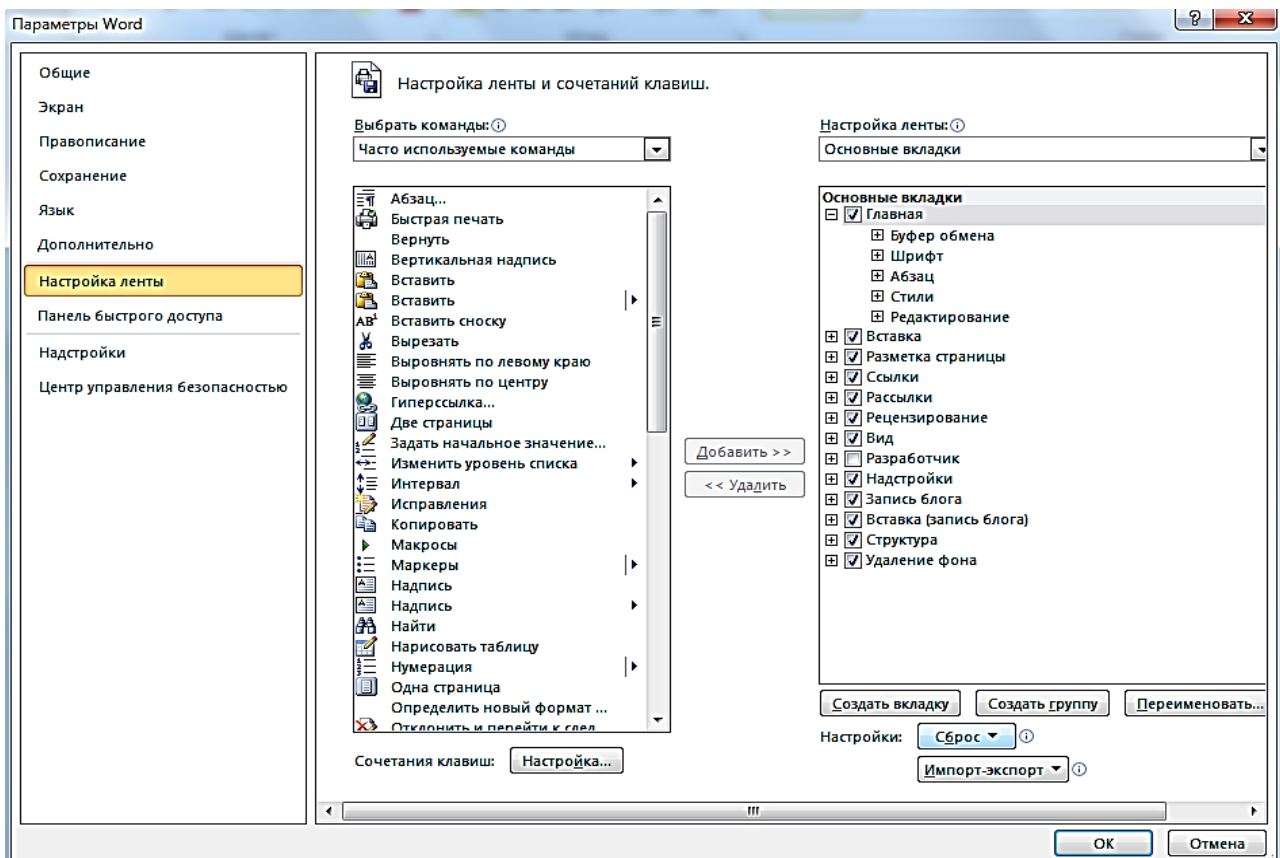 Параметры Word
Общие
Экран
Правописание
Сохранение
Язык
Дополнительно
Настройка ленты
Панель быстрого доступа
Надстройки
Центр управления безопасностью
Настройка ленты и сочетаний клавиш.
Выбрать команды:
Часто используемые команды
Абзац...
Быстрая печать
Вернуть
Вертикальная надпись
Вставить
Вставить
Вставить сноску
Вырезать
Выровнять по левому краю
Выровнять по центру
Гиперссылка...
Две страницы
Задать начальное значение...
Изменить уровень списка
Интервал
Исправления
Копировать
Макросы
Маркеры
Надпись
Надпись
Найти
Нарисовать таблицу
Нумерация
Одна страница
Определить новый формат ...
Отклонить и перейти к след
Сочетания клавиш: Настройка...
Добавить >>
<< Удалить
Настройка ленты:
Основные вкладки
Основные вкладки
Главная
Буфер обмена
Шрифт
Абзац
Стили
Редактирование
Вставка
Разметка страницы
Ссылки
Рассылки
Рецензирование
Вид
Разработчик
Надстройки
Запись блога
Вставка (запись блога)
Структура
Удаление фона
Создать вкладку Создать группу Переименовать...
Настройки: Сброс
Импорт-экспорт
ОК Отмена